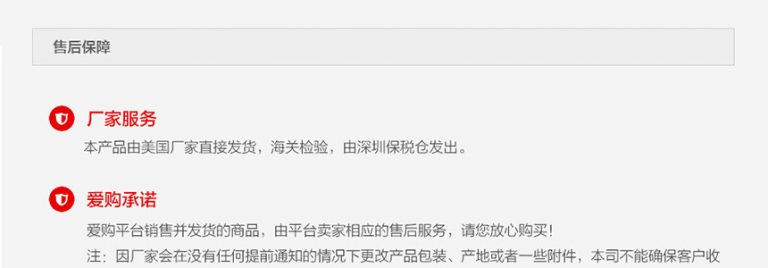 售后保障
厂家服务
本产品由美国厂家直接发货，海关检验，由深圳保税仓发出。
爱购承诺
爱购平台销售并发货的商品，由平台卖家相应的售后服务，请您放心购买！
注：因厂家会在没有任何提前通知的情况下更改产品包装、产地或者一些附件，本司不能确保客户收